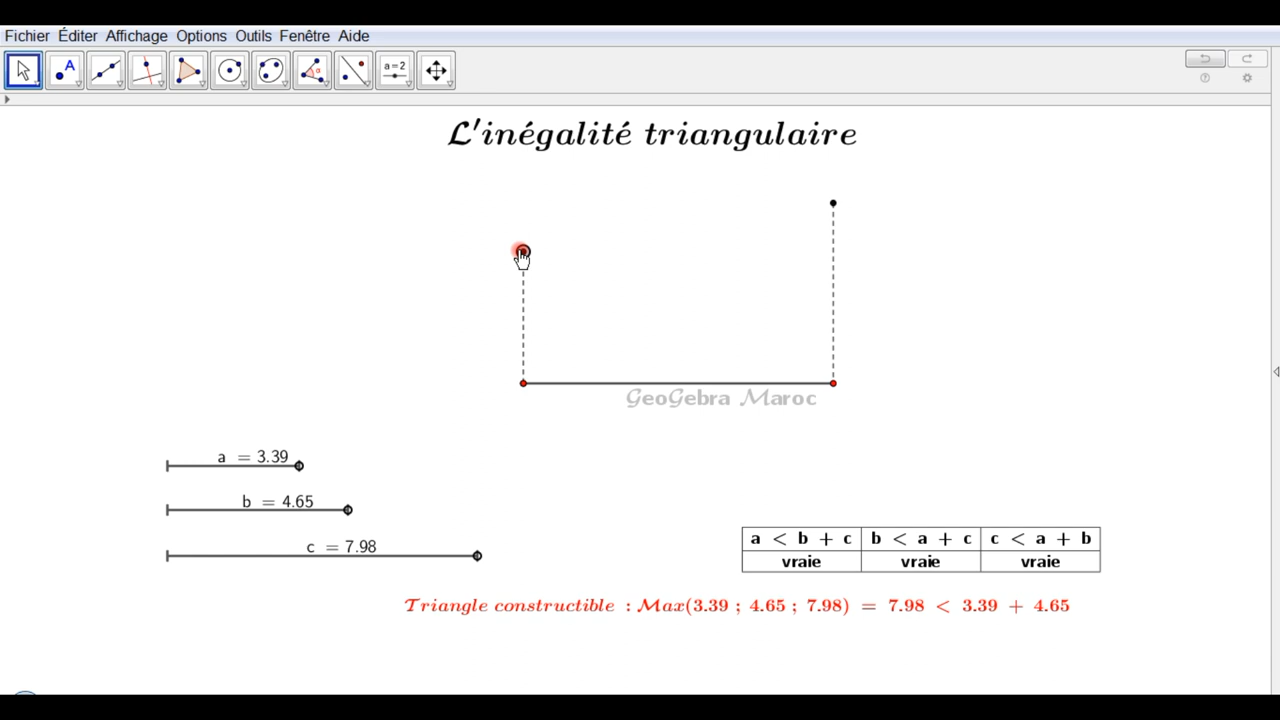 Fichier Éditer Affichage Options Outils Fenêtre Aide
A
a = 2
L'inégalité triangulaire
GeoGebra Maroc
a = 3.39
b = 4.65
c = 7.98
a < b + c b < a + c c < a + b
vraie vraie vraie
Triangle constructible : Max(3.39 ; 4.65 ; 7.98) = 7.98 < 3.39 + 4.65